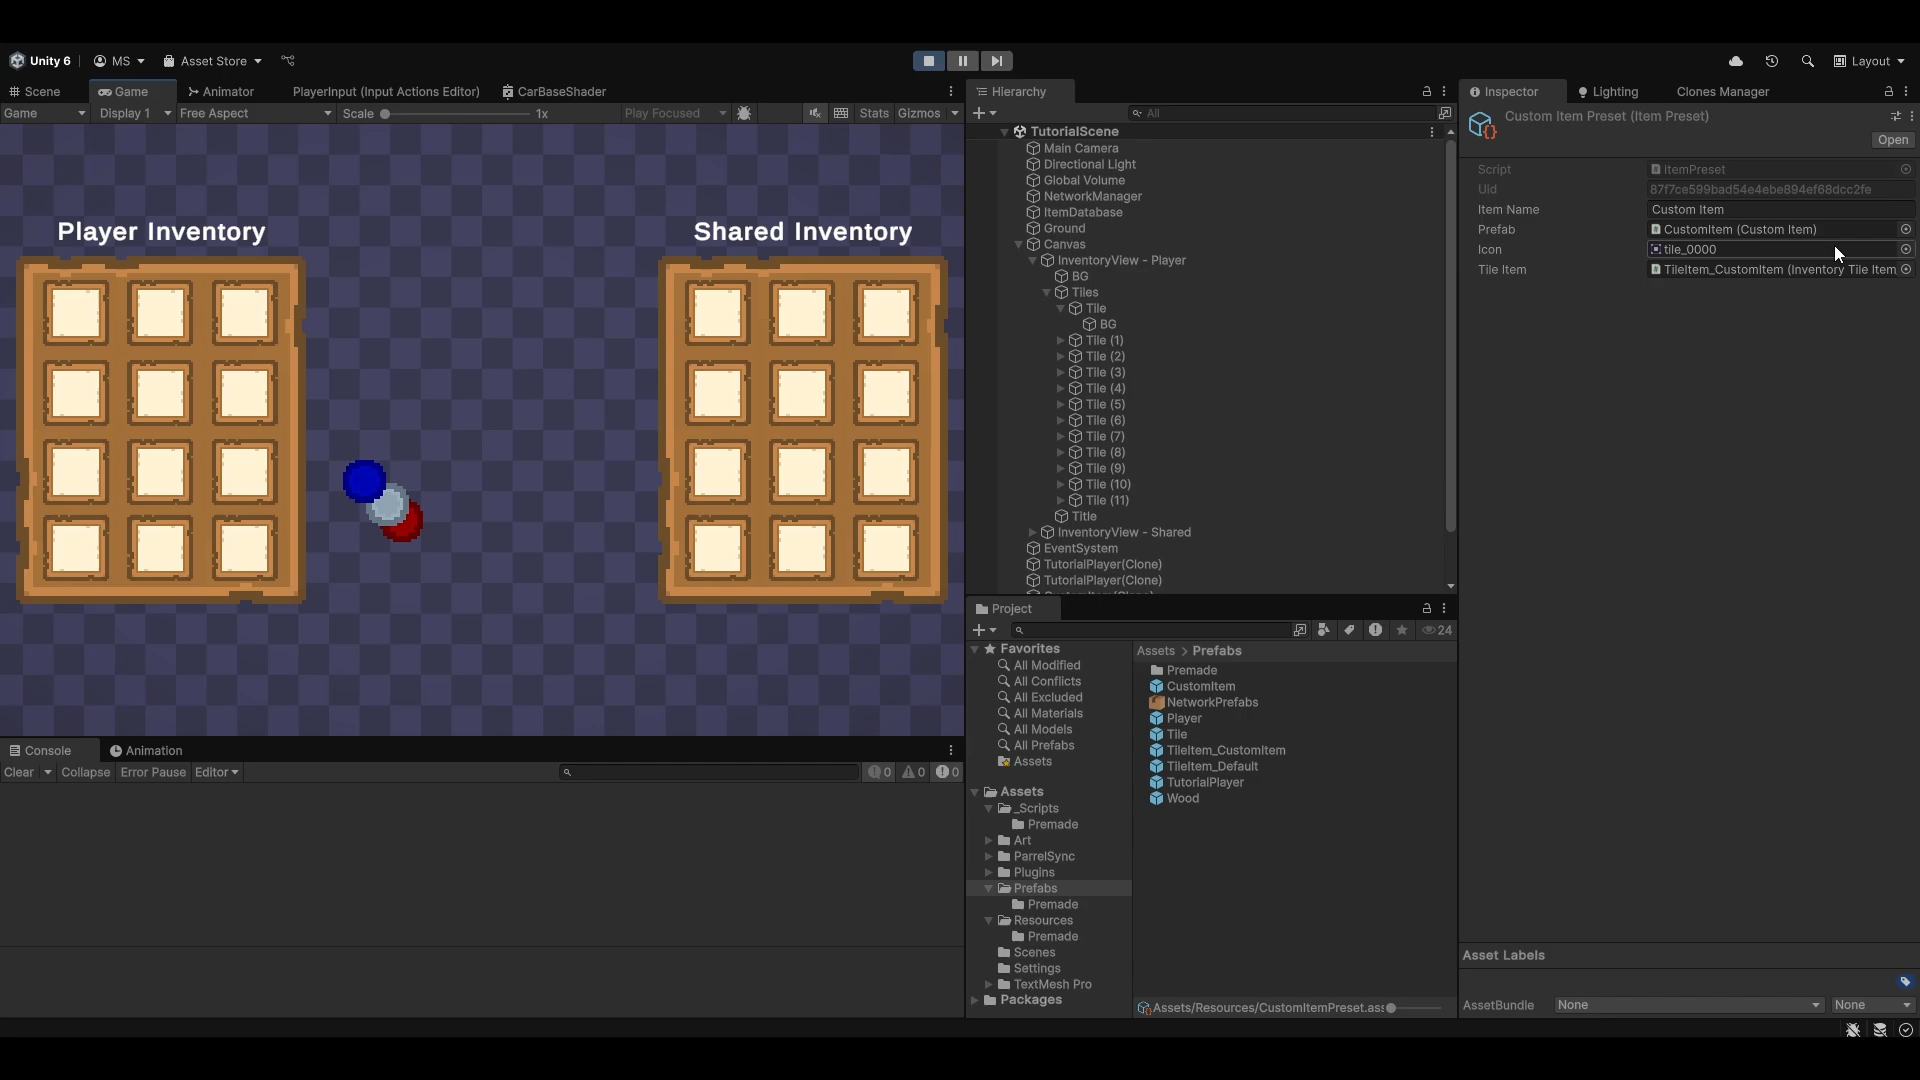 Unity 6
MS
Asset Store
Layout
Scene
Game
Animator
PlayerInput (Input Actions Editor)
CarBaseShader
Game
Display 1
Free Aspect
Scale
1x
Play Focused
Stats
Gizmos
Player Inventory
Shared Inventory
Console
Animation
Clear
Collapse
Error Pause
Editor
0
0
0
Hierarchy
All
TutorialScene
Main Camera
Directional Light
Global Volume
NetworkManager
ItemDatabase
Ground
Canvas
InventoryView - Player
BG
Tiles
Tile
BG
Tile (1)
Tile (2)
Tile (3)
Tile (4)
Tile (5)
Tile (6)
Tile (7)
Tile (8)
Tile (9)
Tile (10)
Tile (11)
Title
InventoryView - Shared
EventSystem
TutorialPlayer(Clone)
TutorialPlayer(Clone)
Project
24
Favorites
All Modified
All Conflicts
All Excluded
All Materials
All Models
All Prefabs
Assets
Assets
_Scripts
Premade
Art
ParrelSync
Plugins
Prefabs
Premade
Resources
Premade
Scenes
Settings
TextMesh Pro
Packages
Assets > Prefabs
Premade
CustomItem
NetworkPrefabs
Player
Tile
TileItem_CustomItem
TileItem_Default
TutorialPlayer
Wood
Assets/Resources/CustomItemPreset.ass
Inspector
Lighting
Clones Manager
Custom Item Preset (Item Preset)
Open
Script
ItemPreset
Uid
87f7ce599bad54e4ebe894ef68dcc2fe
Item Name
Custom Item
Prefab
CustomItem (Custom Item)
Icon
tile_0000
Tile Item
TileItem_CustomItem (Inventory Tile Item
Asset Labels
AssetBundle
None
None